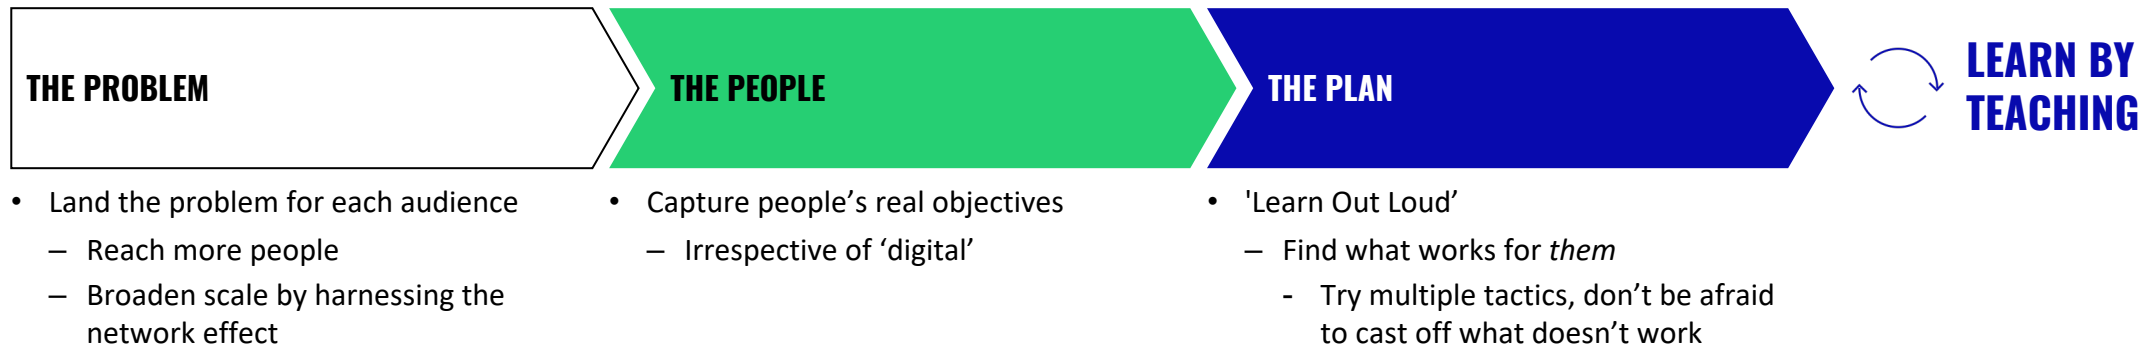 THE PROBLEM
THE PEOPLE
THE PLAN
LEARN BY
TEACHING
• Land the problem for each audience
– Reach more people
– Broaden scale by harnessing the
network effect
• Capture people’s real objectives
– Irrespective of ‘digital’
• 'Learn Out Loud’
– Find what works for them
- Try multiple tactics, don’t be afraid
to cast off what doesn’t work